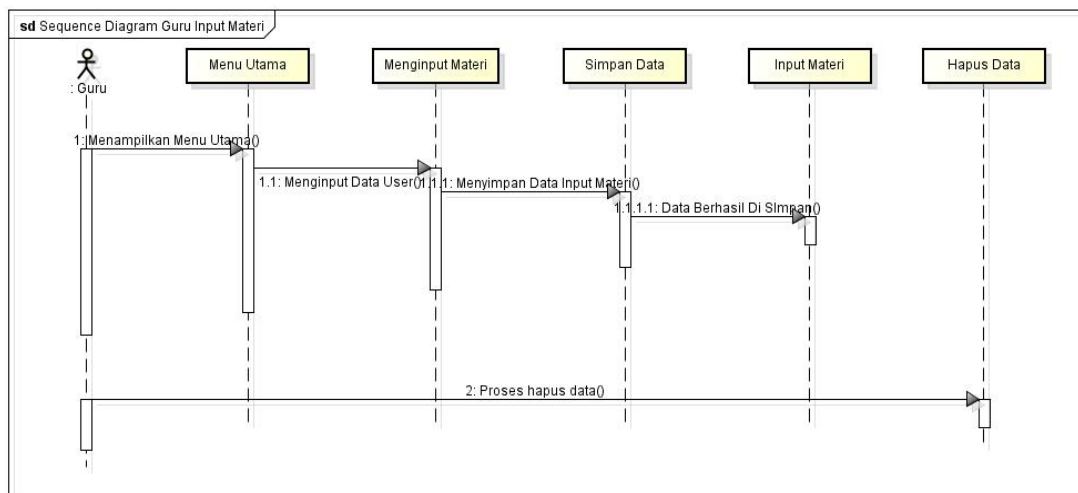 sd Sequence Diagram Guru Input Materi
: Guru
Menu Utama
Menginput Materi
Simpan Data
Input Materi
Hapus Data
1: Menampilkan Menu Utama()
1.1: Menginput Data User()
1.1.1: Menyimpan Data Input Materi()
1.1.1.1: Data Berhasil Di SImpan()
2: Proses hapus data()